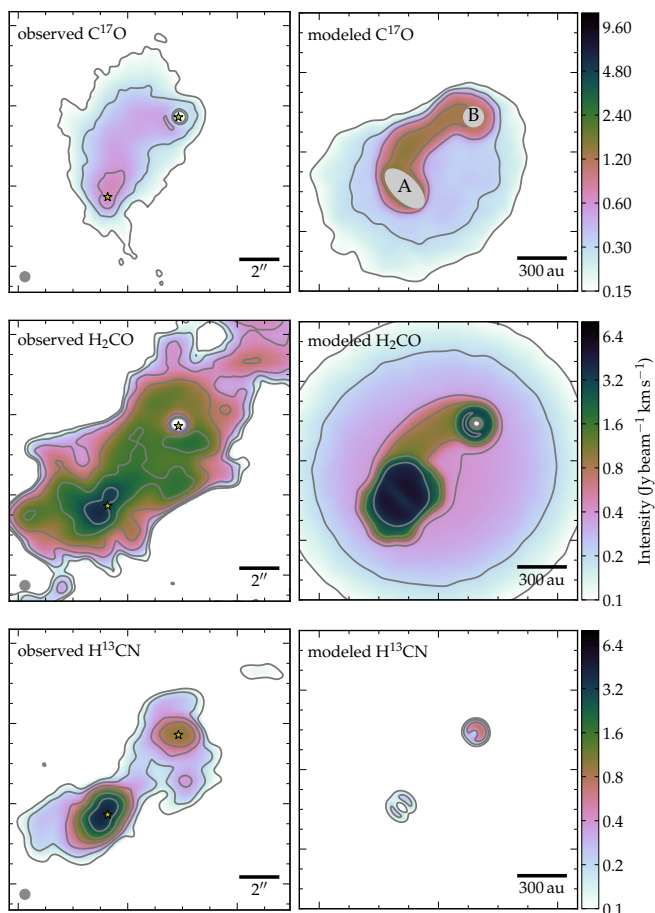 observed C¹⁷O
2″
modeled C¹⁷O
B
A
300 au
9.60
4.80
2.40
1.20
0.60
0.30
0.15
observed H₂CO
2″
modeled H₂CO
300 au
6.4
3.2
1.6
0.8
0.4
0.2
0.1
Intensity (Jy beam⁻¹ km s⁻¹)
observed H¹³CN
2″
modeled H¹³CN
300 au
6.4
3.2
1.6
0.8
0.4
0.2
0.1